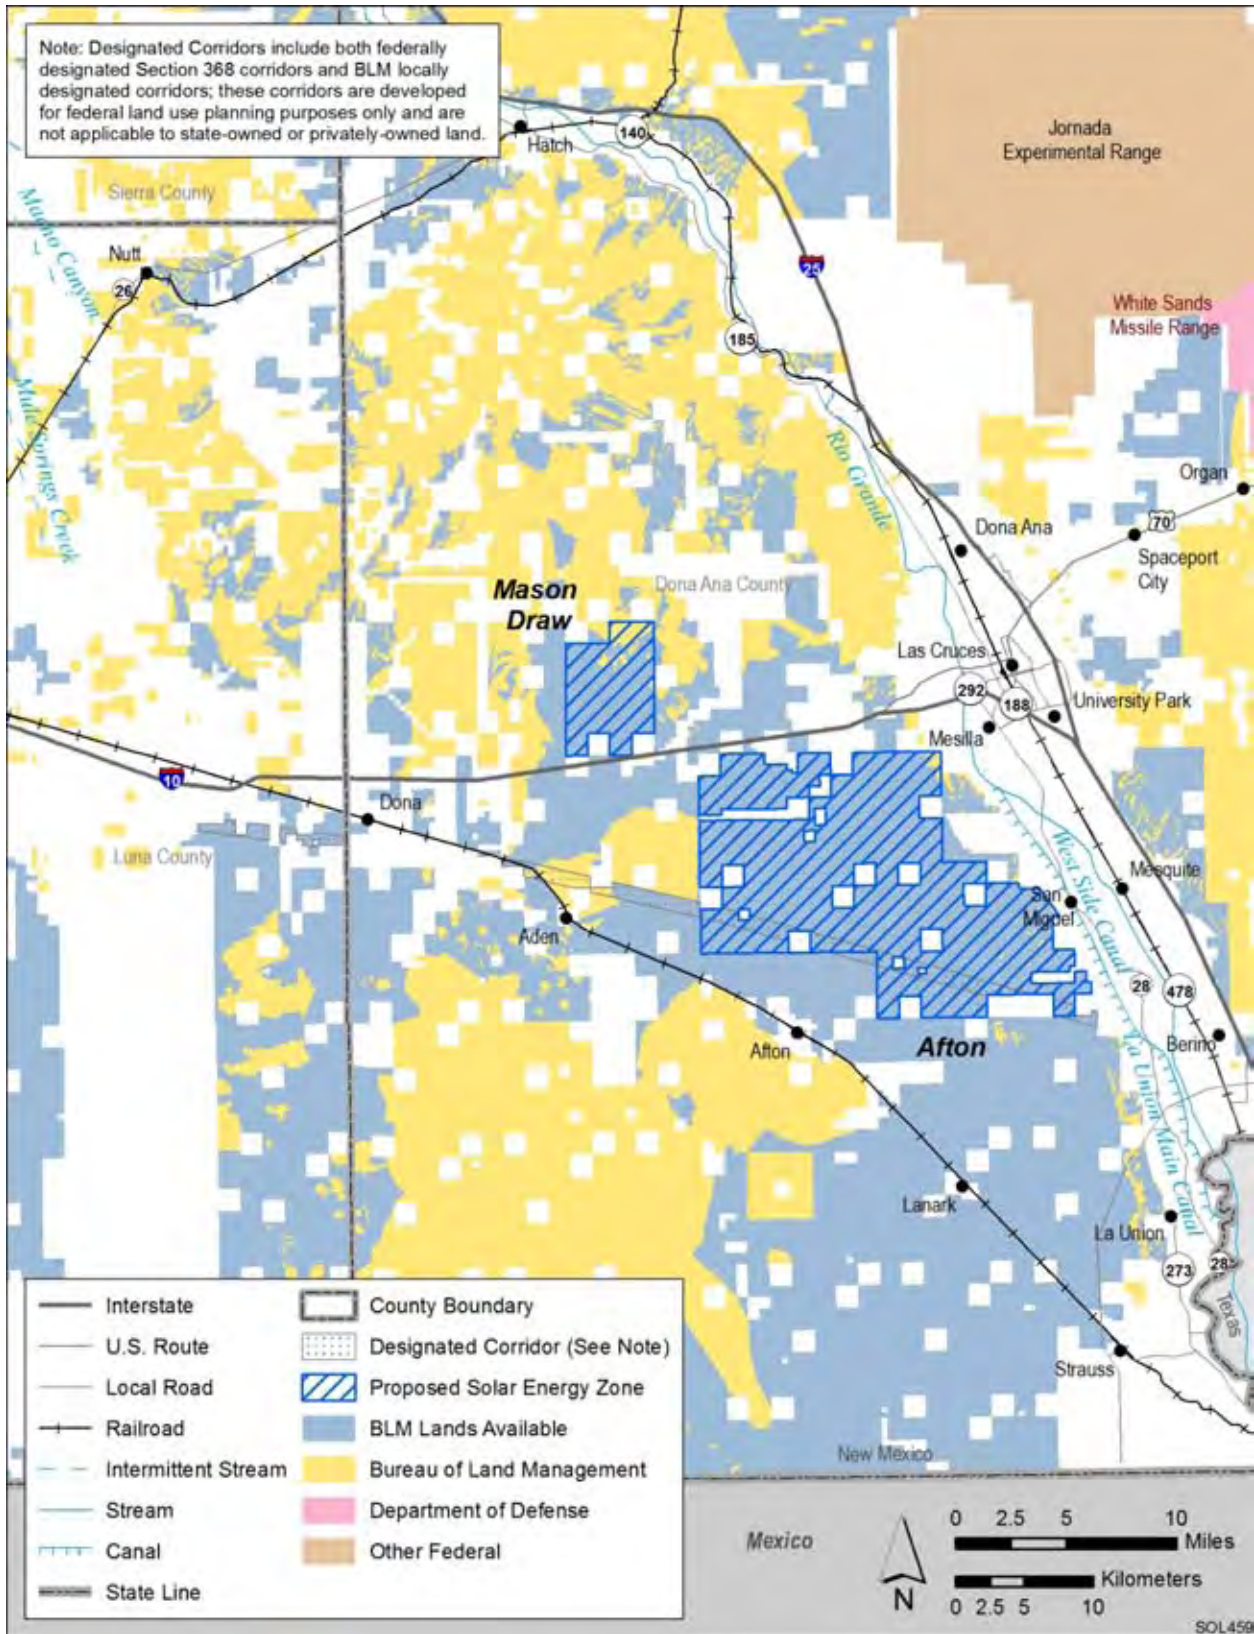 Note: Designated Corridors include both federally
designated Section 368 corridors and BLM locally
designated corridors; these corridors are developed
for federal land use planning purposes only and are
not applicable to state-owned or privately-owned land.
Hatch
140
Jornada
Experimental Range
Sierra County
Macho Canyon
Nutt
26
25
White Sands
Missile Range
185
Mule Springs Creek
Rio Grande
Organ
70
Dona Ana
Spaceport
City
Mason
Draw
Dona Ana County
Las Cruces
292
188
University Park
Mesilla
10
Dona
Luna County
West Side Canal
Mesquite
San
Miguel
Aden
28
478
Afton
Afton
Berino
La Union Main Canal
Lanark
La Union
273
28
Texas
Strauss
New Mexico
Interstate
U.S. Route
Local Road
Railroad
Intermittent Stream
Stream
Canal
State Line
County Boundary
Designated Corridor (See Note)
Proposed Solar Energy Zone
BLM Lands Available
Bureau of Land Management
Department of Defense
Other Federal
Mexico
N
0 2.5 5 10
Miles
Kilometers
0 2.5 5 10
SOL459